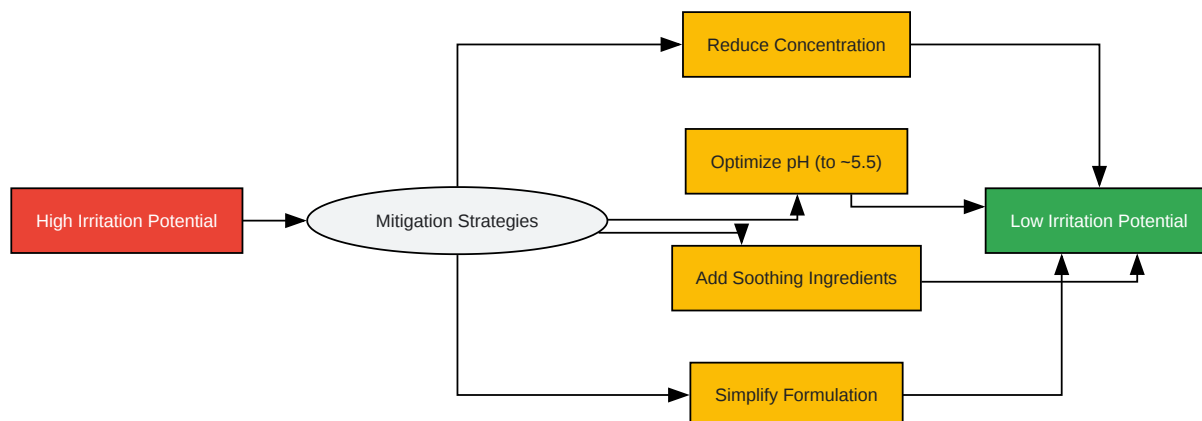 Reduce Concentration
Optimize pH (to ~5.5)
High Irritation Potential
Mitigation Strategies
Low Irritation Potential
Add Soothing Ingredients
Simplify Formulation